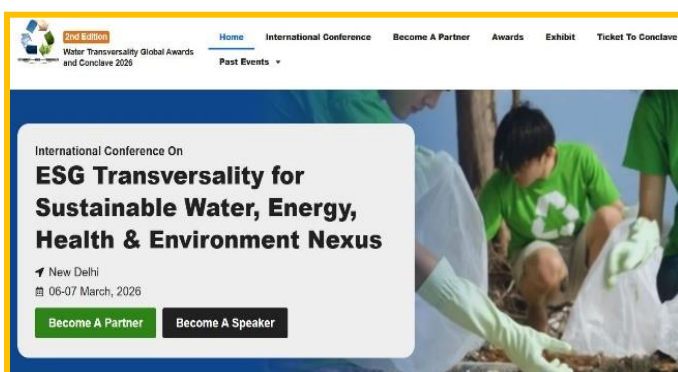 2nd Edition
Water Transversality Global Awards
and Conclave 2026
Home International Conference Become A Partner Awards Exhibit Ticket To Conclave
Past Events
International Conference On
ESG Transversality for
Sustainable Water, Energy,
Health & Environment Nexus
New Delhi
06-07 March, 2026
Become A Partner Become A Speaker